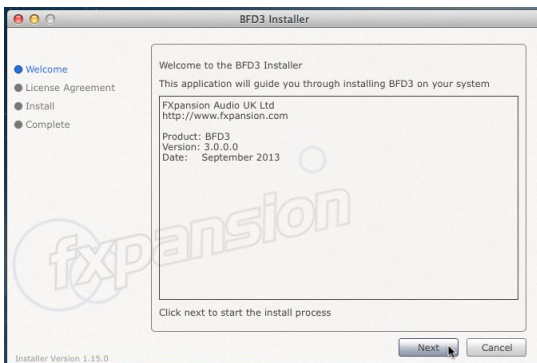 BFD3 Installer
Welcome
License Agreement
Install
Complete
Welcome to the BFD3 Installer
This application will guide you through installing BFD3 on your system
FXpansion Audio UK Ltd
http://www.fxpansion.com
Product: BFD3
Version: 3.0.0.0
Date: September 2013
fxpansion
Click next to start the install process
Next
Cancel
Installer Version 1.15.0